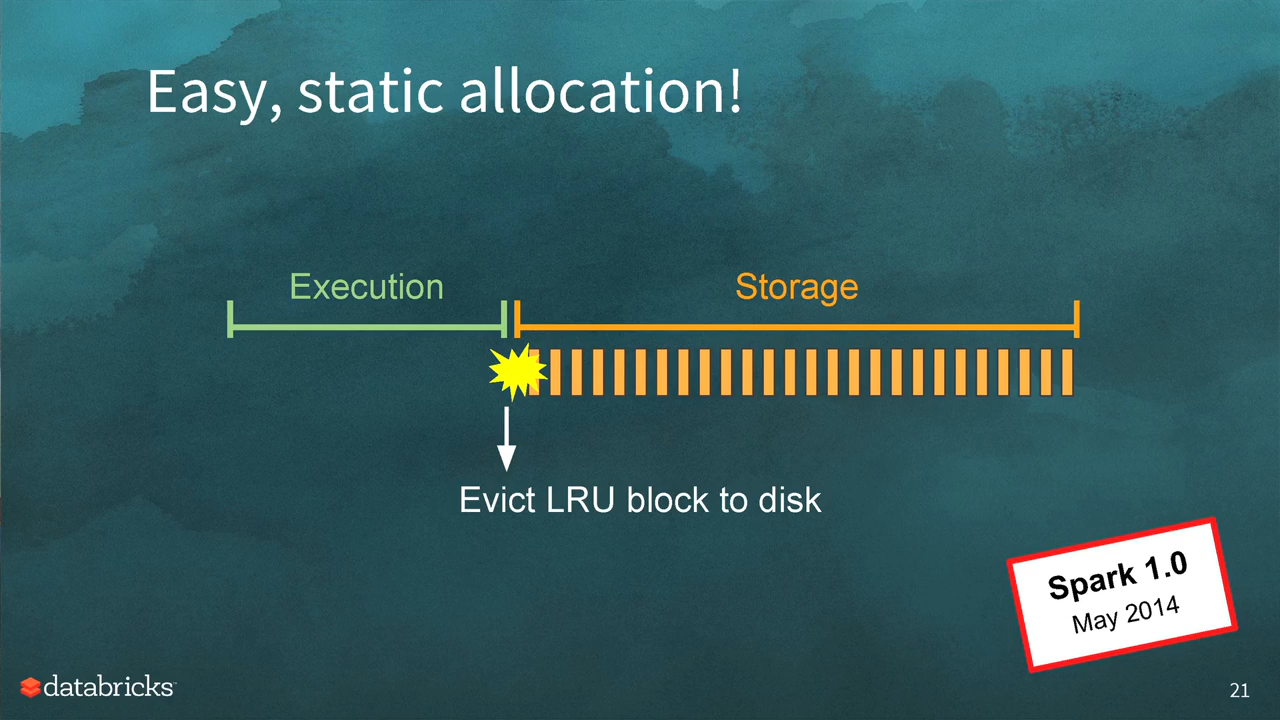 Easy, static allocation!
Execution
Storage
Evict LRU block to disk
Spark 1.0
May 2014
databricks
21